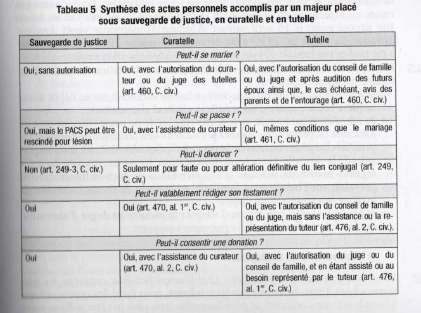 Tableau 5 Synthèse des actes personnels accomplis par un majeur placé
sous sauvegarde de justice, en curatelle et en tutelle
Sauvegarde de justice
Curatelle
Tutelle
Peut-il se marier ?
Oui, sans autorisation
Oui, avec l'autorisation du cura-
teur ou du juge des tutelles
(art. 460, C. civ.)
Oui, avec l'autorisation du conseil de famille
ou du juge et après audition des futurs
époux ainsi que, le cas échéant, avis des
parents et de l'entourage (art. 460, C. civ.)
Peut-il se pacse r ?
Oui, mais le PACS peut être
rescindé pour lésion
Oui, avec l'assistance du curateur
Oui, mêmes conditions que le mariage
(art. 461, C. civ.)
Peut-il divorcer ?
Non (art. 249-3, C. civ.)
Seulement pour faute ou pour altération définitive du lien conjugal (art. 249,
C. civ.)
Peut-il valablement rédiger son testament ?
Oui
Oui (art. 470, al. 1er, C. civ.)
Oui, avec l'autorisation du conseil de famille
ou du juge, mais sans l'assistance ou la re-
présentation du tuteur (art. 476, al. 2, C. civ.).
Peut-il consentir une donation ?
Oui
Oui, avec l'assistance du curateur
(art. 470, al. 2, C. civ.)
Oui, avec l'autorisation du juge ou du
conseil de famille, et en étant assisté ou au
besoin représenté par le tuteur (art. 476,
al. 1er, C. civ.)